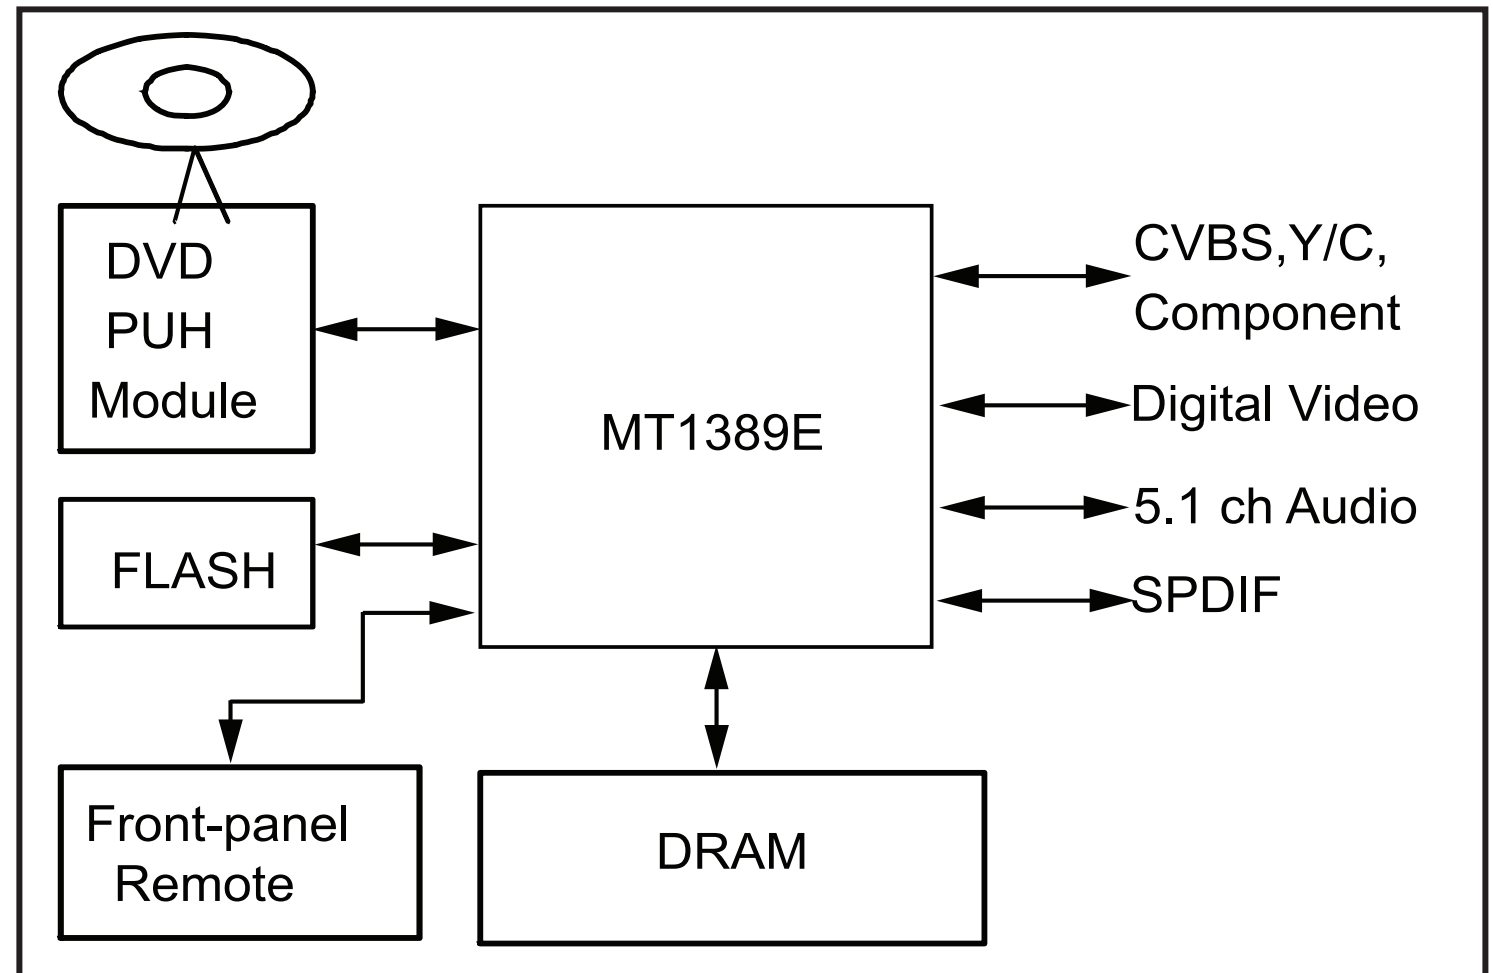 DVD
PUH
Module
FLASH
Front-panel
Remote
MT1389E
DRAM
CVBS,Y/C,
Component
Digital Video
5.1 ch Audio
SPDIF